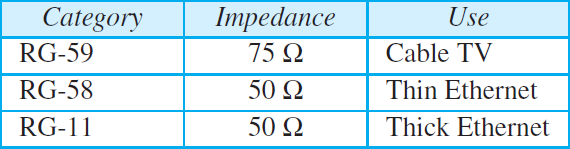 Category Impedance Use
RG-59 75 Ω Cable TV
RG-58 50 Ω Thin Ethernet
RG-11 50 Ω Thick Ethernet